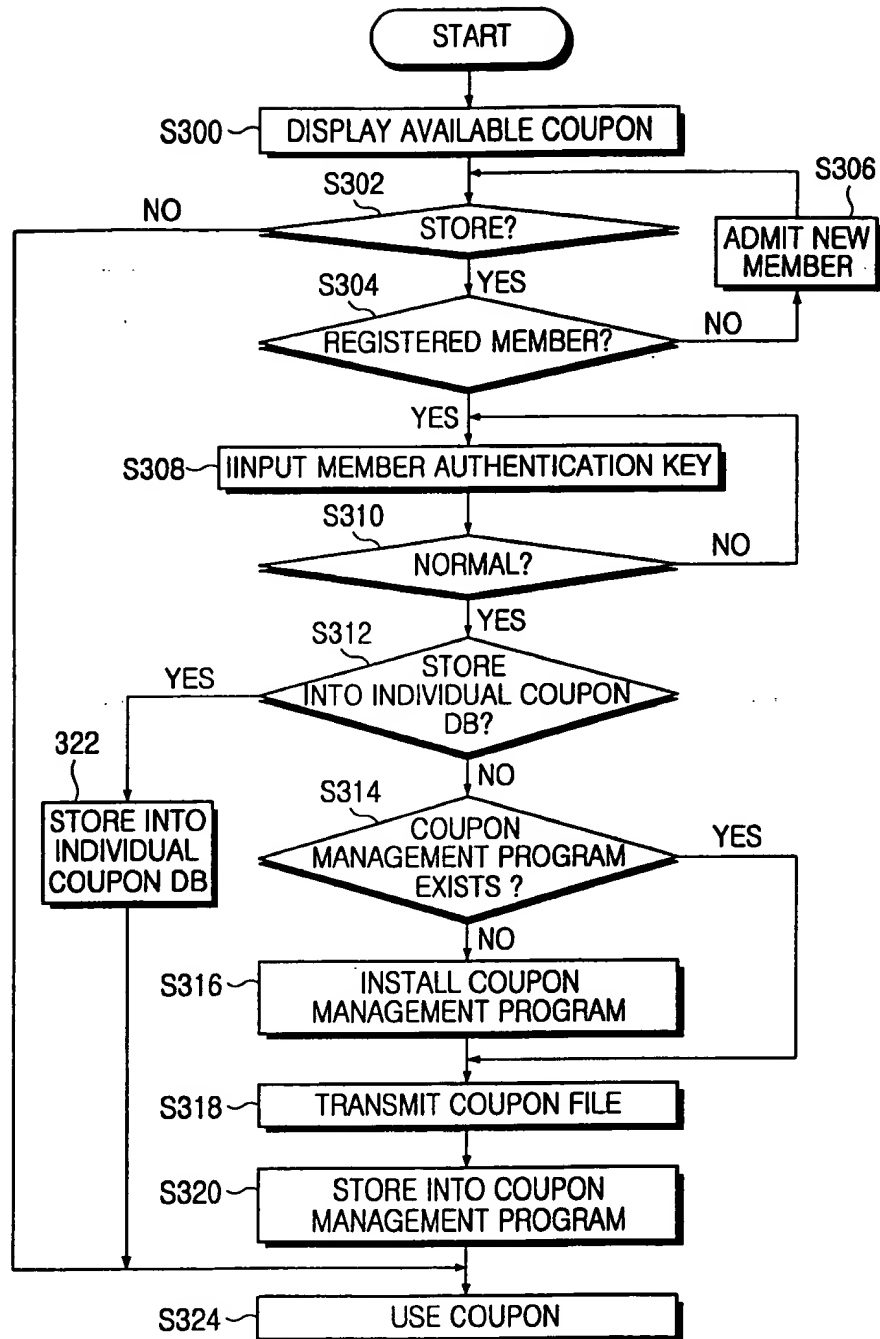 START
S300
DISPLAY AVAILABLE COUPON
S302
S306
NO
STORE?
ADMIT NEW
MEMBER
YES
S304
REGISTERED MEMBER?
NO
YES
S308
IINPUT MEMBER AUTHENTICATION KEY
S310
NORMAL?
NO
YES
S312
STORE
INTO INDIVIDUAL COUPON
DB?
YES
NO
322
STORE INTO
INDIVIDUAL
COUPON DB
S314
COUPON
MANAGEMENT PROGRAM
EXISTS ?
YES
NO
S316
INSTALL COUPON
MANAGEMENT PROGRAM
S318
TRANSMIT COUPON FILE
S320
STORE INTO COUPON
MANAGEMENT PROGRAM
S324
USE COUPON